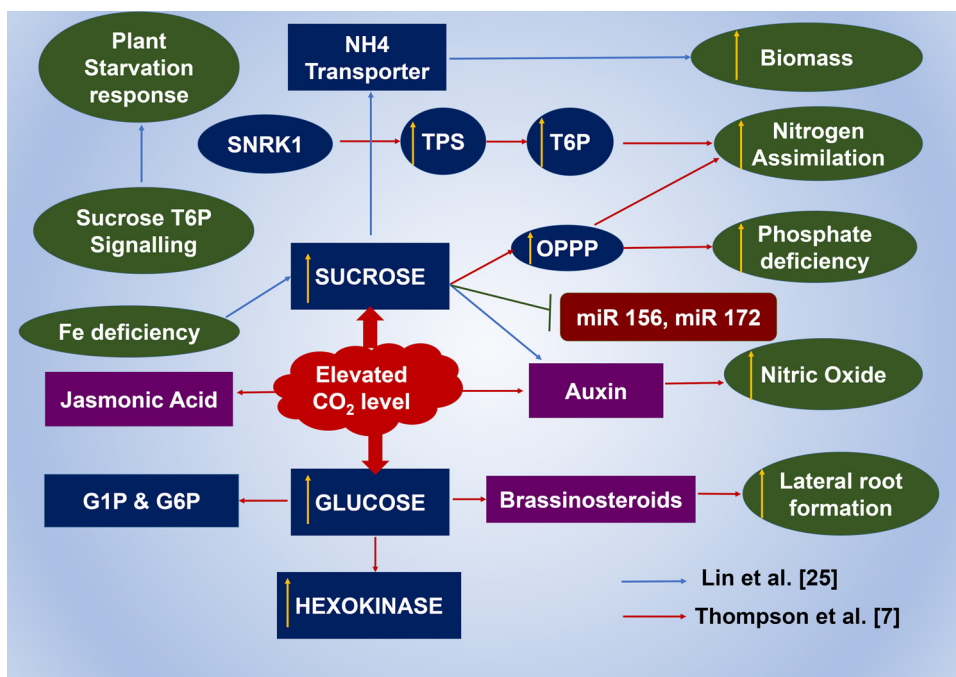 Plant
Starvation
response
NH4
Transporter
Biomass
SNRK1
TPS
T6P
Nitrogen
Assimilation
Sucrose T6P
Signalling
SUCROSE
OPPP
Phosphate
deficiency
Fe deficiency
miR 156, miR 172
Elevated
CO₂ level
Jasmonic Acid
Auxin
Nitric Oxide
G1P & G6P
GLUCOSE
Brassinosteroids
Lateral root
formation
HEXOKINASE
Lin et al. [25]
Thompson et al. [7]